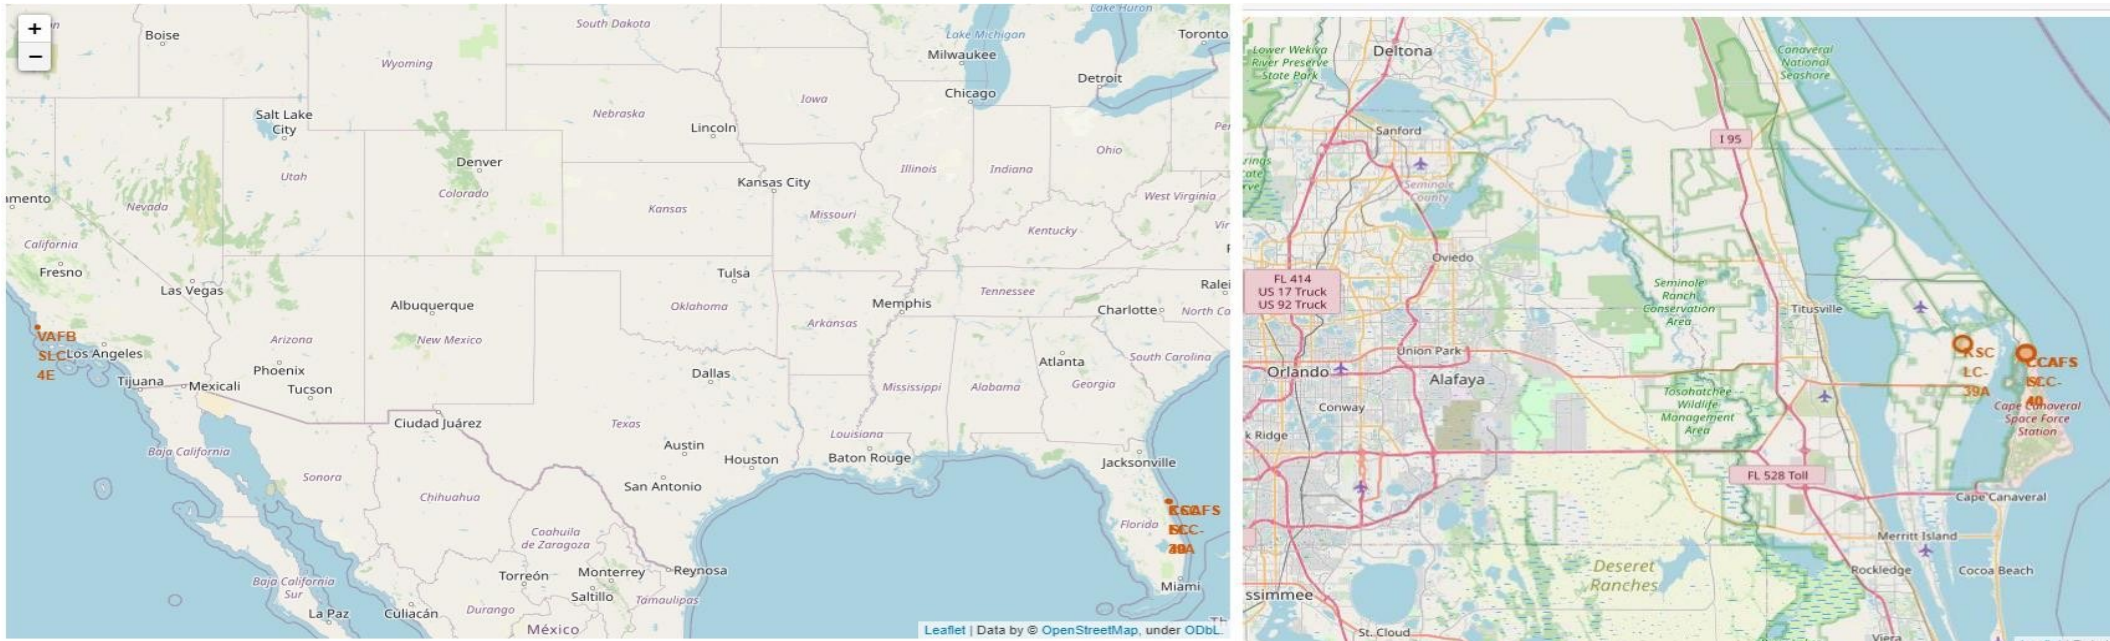 +
−
Boise
South Dakota
Wyoming
Lake Michigan
Milwaukee
Lake Huron
Toronto
Detroit
Chicago
Iowa
Nebraska
Salt Lake
City
Lincoln
Denver
Utah
Colorado
Nevada
Illinois
Indiana
Ohio
Kansas City
West Virginia
Kansas
Missouri
Kentucky
California
Fresno
Las Vegas
Tulsa
Albuquerque
Oklahoma
Memphis
Tennessee
Charlotte
North Ca
Arkansas
VAFB
SLC-
4E
Los Angeles
Arizona
New Mexico
Phoenix
Tucson
Tijuana
Mexicali
Dallas
Atlanta
South Carolina
Mississippi
Alabama
Georgia
Ciudad Juárez
Texas
Louisiana
Baja California
Austin
Houston
Baton Rouge
Jacksonville
San Antonio
Sonora
Chihuahua
Florida
Coahuila
de Zaragoza
Torreón
Monterrey
Reynosa
Saltillo
Miami
Baja California
Sur
La Paz
Culiacán
Durango
Tamaulipas
México
Leaflet | Data by © OpenStreetMap, under ODbL.
Lower Wekiva
River Preserve
State Park
Deltona
Canaveral
National
Seashore
Sanford
I 95
Seminole
County
Oviedo
FL 414
US 17 Truck
US 92 Truck
Seminole
Ranch
Conservation
Area
Titusville
Union Park
Orlando
Alafaya
KSC
LC-
39A
CCAFS
40
Cape Canaveral
Space Force
Station
Tosohatchee
Wildlife
Management
Area
Conway
k Ridge
FL 528 Toll
Cape Canaveral
Merritt Island
Deseret
Ranches
Rockledge
Cocoa Beach
ssimmee
St. Cloud
Viera